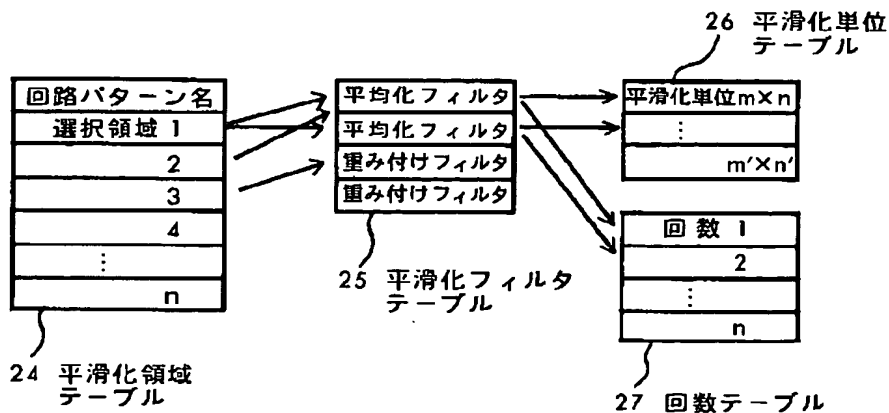 26 平滑化単位
テーブル
回路パターン名
選択領域 1
2
3
4
⋮
n
24 平滑化領域
テーブル
平均化フィルタ
平均化フィルタ
重み付けフィルタ
重み付けフィルタ
25 平滑化フィルタ
テーブル
平滑化単位m×n
⋮
m′×n′
回数 1
2
⋮
n
27 回数テーブル